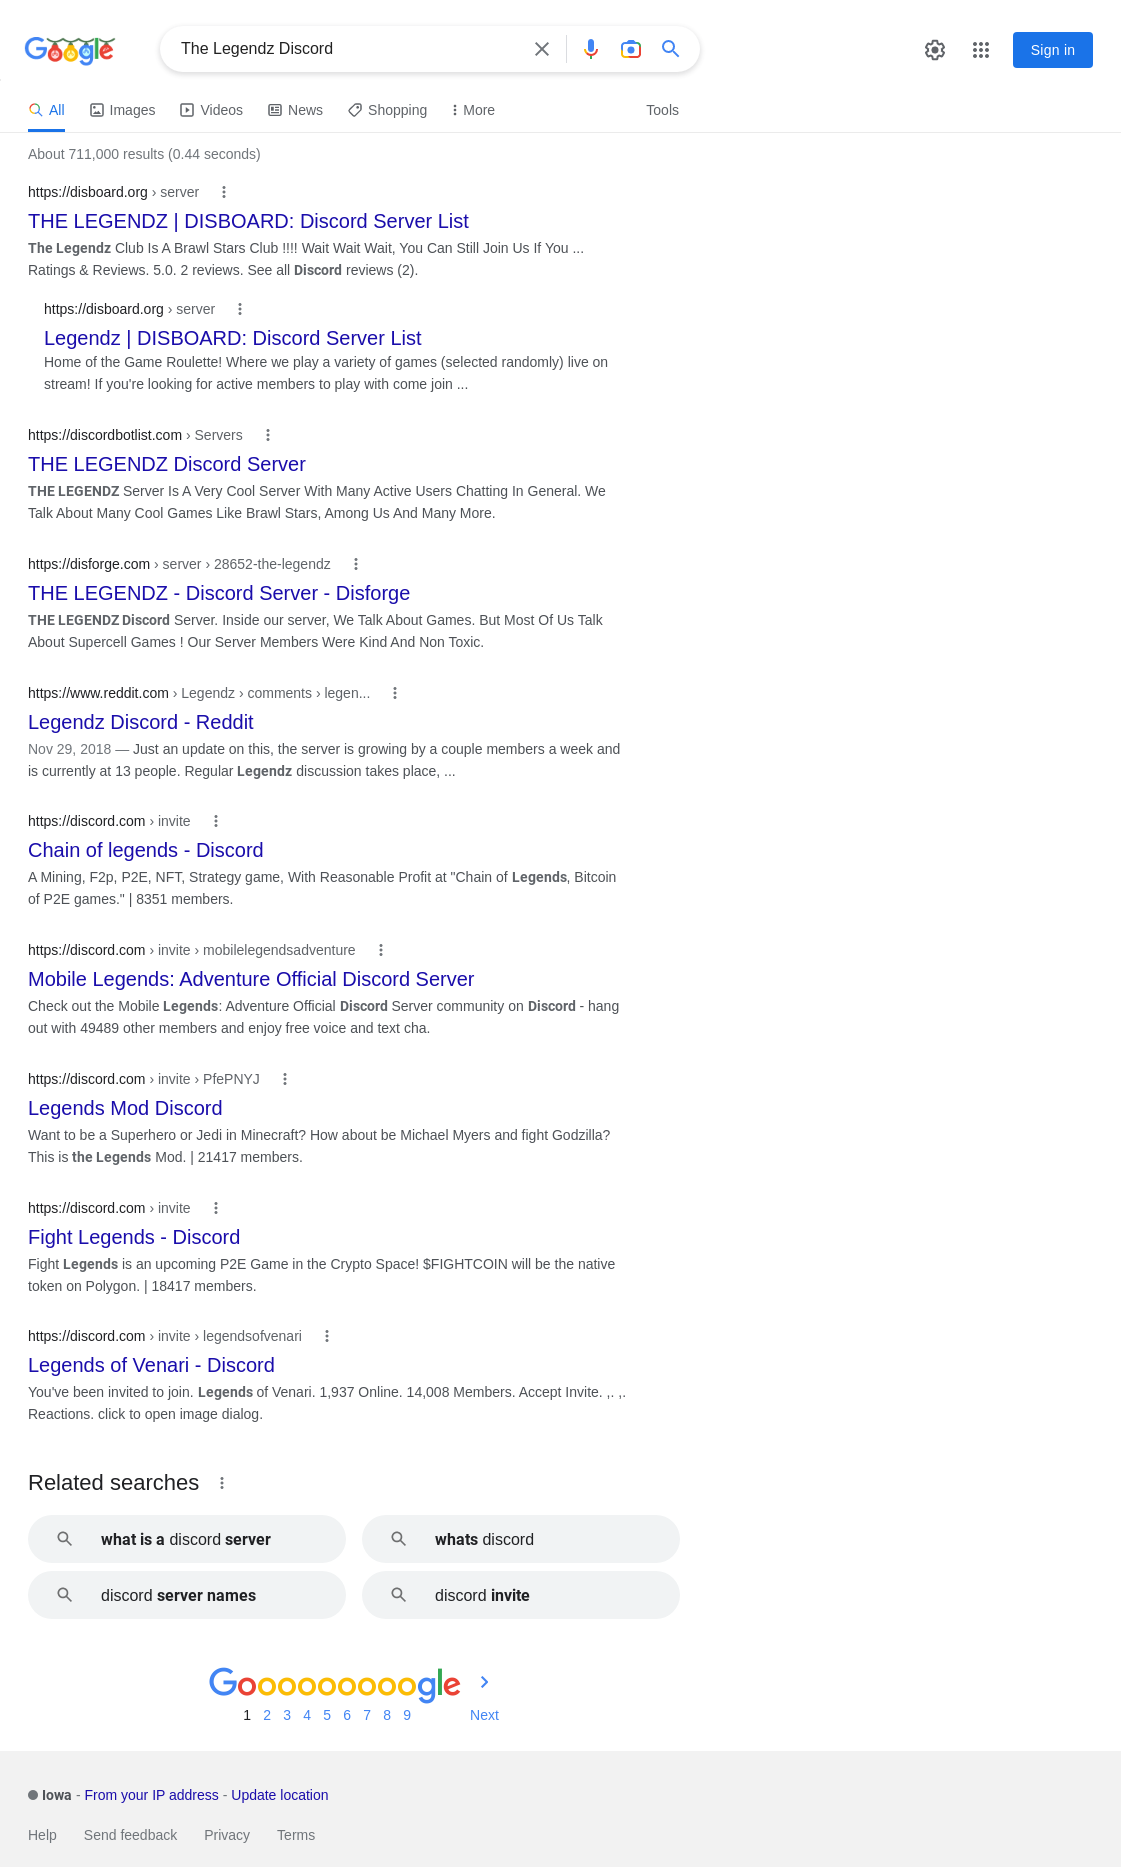 Google
The Legendz Discord
Sign in
All Images Videos News Shopping More Tools
About 711,000 results (0.44 seconds)
https://disboard.org › server
THE LEGENDZ | DISBOARD: Discord Server List
The Legendz Club Is A Brawl Stars Club !!!! Wait Wait Wait, You Can Still Join Us If You ...
Ratings & Reviews. 5.0. 2 reviews. See all Discord reviews (2).
https://disboard.org › server
Legendz | DISBOARD: Discord Server List
Home of the Game Roulette! Where we play a variety of games (selected randomly) live on
stream! If you're looking for active members to play with come join ...
https://discordbotlist.com › Servers
THE LEGENDZ Discord Server
THE LEGENDZ Server Is A Very Cool Server With Many Active Users Chatting In General. We
Talk About Many Cool Games Like Brawl Stars, Among Us And Many More.
https://disforge.com › server › 28652-the-legendz
THE LEGENDZ - Discord Server - Disforge
THE LEGENDZ Discord Server. Inside our server, We Talk About Games. But Most Of Us Talk
About Supercell Games ! Our Server Members Were Kind And Non Toxic.
https://www.reddit.com › Legendz › comments › legen...
Legendz Discord - Reddit
Nov 29, 2018 — Just an update on this, the server is growing by a couple members a week and
is currently at 13 people. Regular Legendz discussion takes place, ...
https://discord.com › invite
Chain of legends - Discord
A Mining, F2p, P2E, NFT, Strategy game, With Reasonable Profit at "Chain of Legends, Bitcoin
of P2E games." | 8351 members.
https://discord.com › invite › mobilelegendsadventure
Mobile Legends: Adventure Official Discord Server
Check out the Mobile Legends: Adventure Official Discord Server community on Discord - hang
out with 49489 other members and enjoy free voice and text cha.
https://discord.com › invite › PfePNYJ
Legends Mod Discord
Want to be a Superhero or Jedi in Minecraft? How about be Michael Myers and fight Godzilla?
This is the Legends Mod. | 21417 members.
https://discord.com › invite
Fight Legends - Discord
Fight Legends is an upcoming P2E Game in the Crypto Space! $FIGHTCOIN will be the native
token on Polygon. | 18417 members.
https://discord.com › invite › legendsofvenari
Legends of Venari - Discord
You've been invited to join. Legends of Venari. 1,937 Online. 14,008 Members. Accept Invite. ,. ,.
Reactions. click to open image dialog.
Related searches
what is a discord server
whats discord
discord server names
discord invite
Goooooooooogle
1 2 3 4 5 6 7 8 9 Next
Iowa - From your IP address - Update location
Help Send feedback Privacy Terms